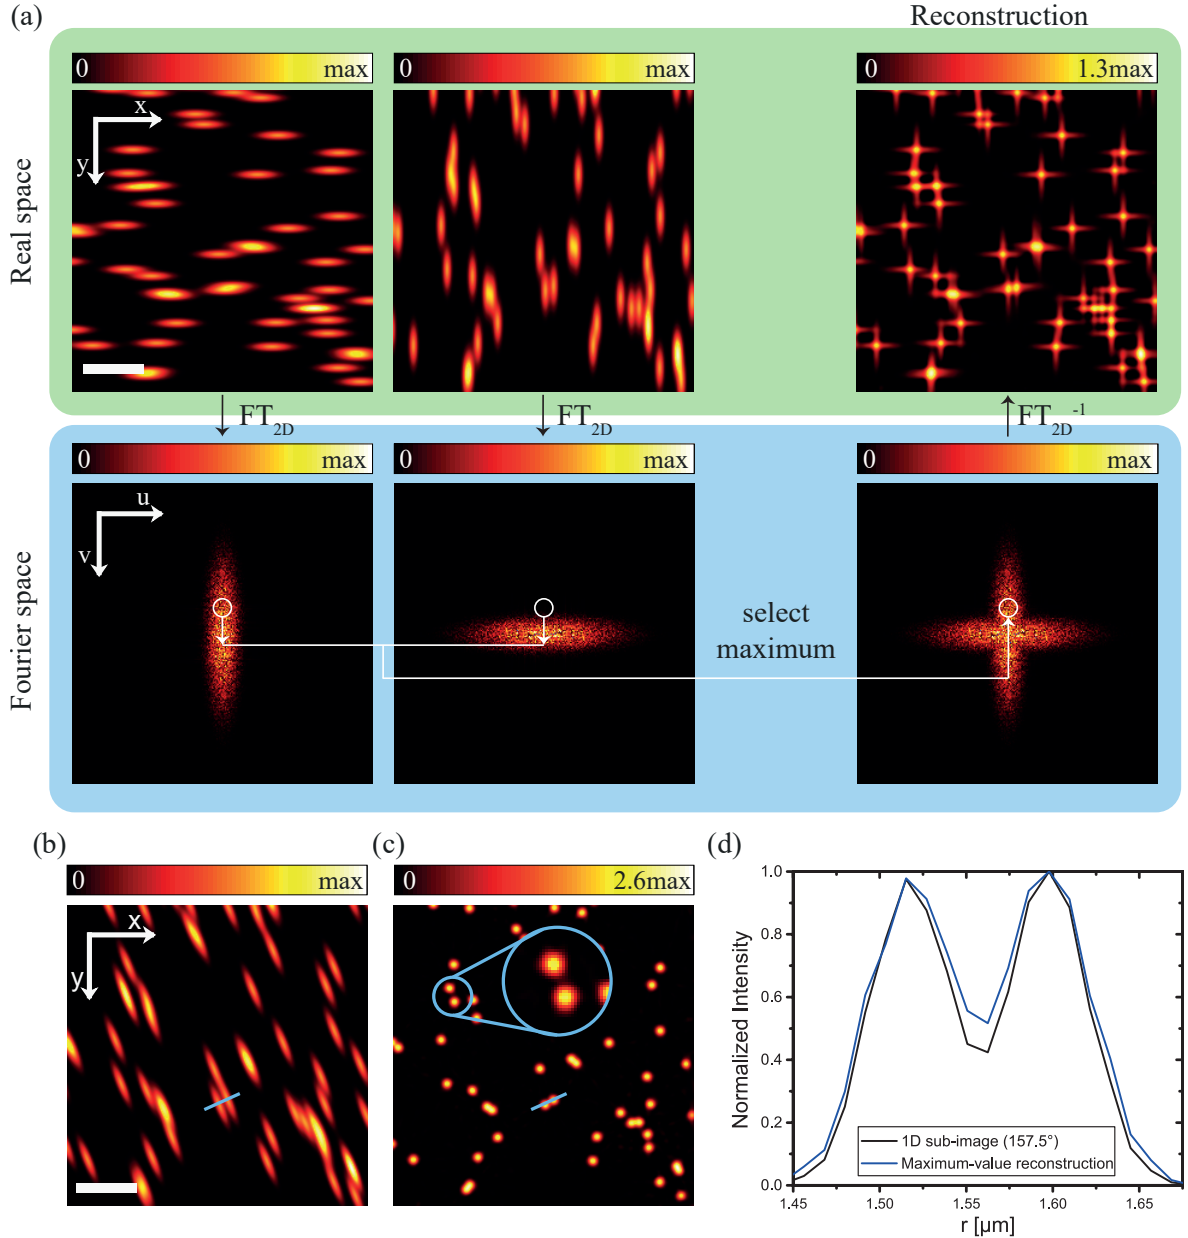 (a)
Reconstruction
0 max
0
0 1.3max
x
y
Real space
FT2D
FT2D
FT2D-1
0 max
0 max
0 max
u
v
Fourier space
select
maximum
(b)
(c)
(d)
0 max
0 2.6max
x
y
1.0
0.8
0.6
0.4
0.2
0.0
Normalized Intensity
1D sub-image (157.5°)
Maximum-value reconstruction
1.45 1.50 1.55 1.60 1.65
r [µm]